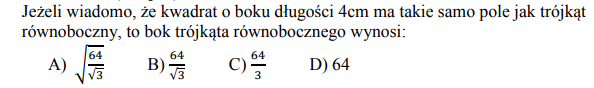 Jeżeli wiadomo, że kwadrat o boku długości 4cm ma takie samo pole jak trójkąt
równoboczny, to bok trójkąta równobocznego wynosi:
A) √(64/√3) B) 64/√3 C) 64/3 D) 64